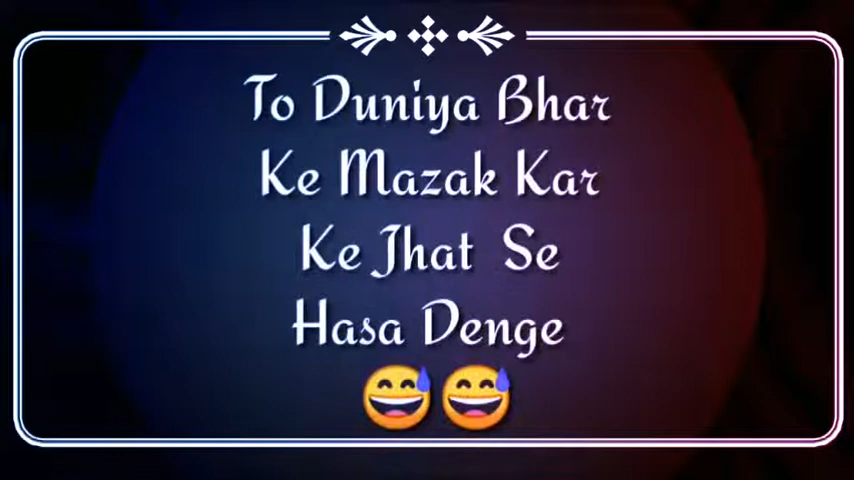 To Duniya Bhar
Ke Mazak Kar
Ke Jhat Se
Hasa Denge
😅😅